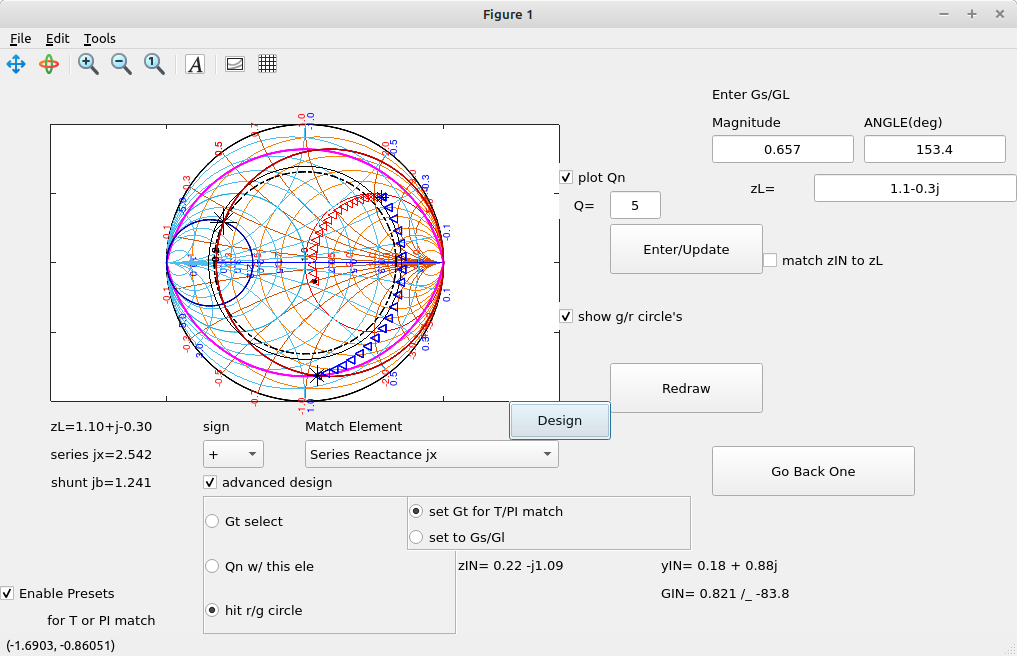 Figure 1
File Edit Tools
A
Enter Gs/GL
Magnitude ANGLE(deg)
0.657 153.4
plot Qn
zL= 1.1-0.3j
Q= 5
Enter/Update
match zIN to zL
show g/r circle's
Redraw
Design
zL=1.10+j-0.30 sign Match Element
series jx=2.542 + Series Reactance jx
shunt jb=1.241 advanced design
Go Back One
Gt select
set Gt for T/PI match
set to Gs/Gl
Qn w/ this ele
zIN= 0.22 -j1.09 yIN= 0.18 + 0.88j
GIN= 0.821 /_ -83.8
hit r/g circle
Enable Presets
for T or PI match
(-1.6903, -0.86051)